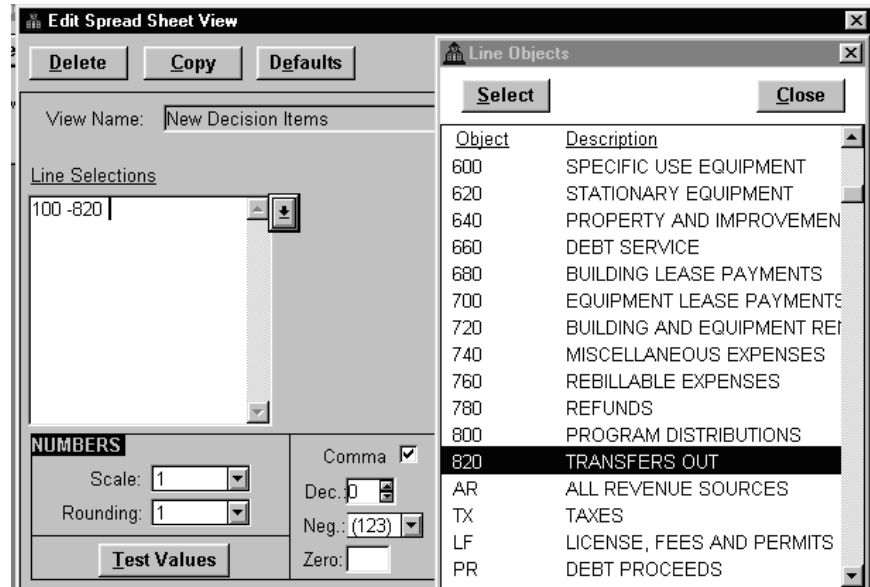 Edit Spread Sheet View
Delete Copy Defaults
View Name: New Decision Items
Line Selections
100 -820
NUMBERS
Scale: 1
Rounding: 1
Test Values
Comma
Dec.: 0
Neg.: (123)
Zero:
Line Objects
Select Close
Object Description
600 SPECIFIC USE EQUIPMENT
620 STATIONARY EQUIPMENT
640 PROPERTY AND IMPROVEMEN
660 DEBT SERVICE
680 BUILDING LEASE PAYMENTS
700 EQUIPMENT LEASE PAYMENTS
720 BUILDING AND EQUIPMENT REN
740 MISCELLANEOUS EXPENSES
760 REBILLABLE EXPENSES
780 REFUNDS
800 PROGRAM DISTRIBUTIONS
820 TRANSFERS OUT
AR ALL REVENUE SOURCES
TX TAXES
LF LICENSE, FEES AND PERMITS
PR DEBT PROCEEDS